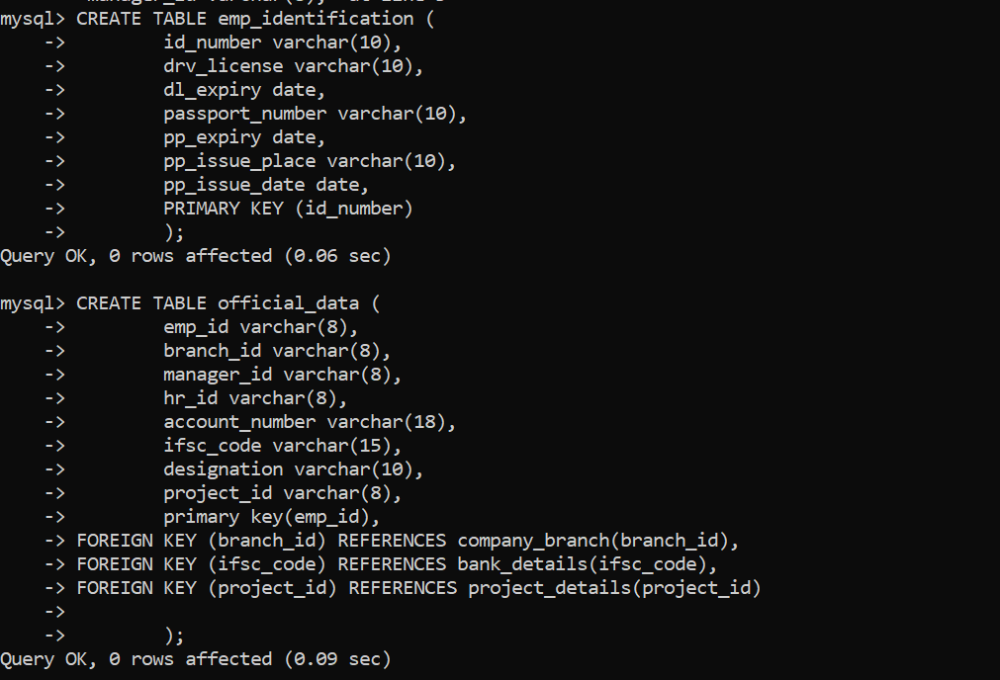 mysql> CREATE TABLE emp_identification (
    ->         id_number varchar(10),
    ->         drv_license varchar(10),
    ->         dl_expiry date,
    ->         passport_number varchar(10),
    ->         pp_expiry date,
    ->         pp_issue_place varchar(10),
    ->         pp_issue_date date,
    ->         PRIMARY KEY (id_number)
    ->         );
Query OK, 0 rows affected (0.06 sec)

mysql> CREATE TABLE official_data (
    ->         emp_id varchar(8),
    ->         branch_id varchar(8),
    ->         manager_id varchar(8),
    ->         hr_id varchar(8),
    ->         account_number varchar(18),
    ->         ifsc_code varchar(15),
    ->         designation varchar(10),
    ->         project_id varchar(8),
    ->         primary key(emp_id),
    -> FOREIGN KEY (branch_id) REFERENCES company_branch(branch_id),
    -> FOREIGN KEY (ifsc_code) REFERENCES bank_details(ifsc_code),
    -> FOREIGN KEY (project_id) REFERENCES project_details(project_id)
    ->
    ->         );
Query OK, 0 rows affected (0.09 sec)